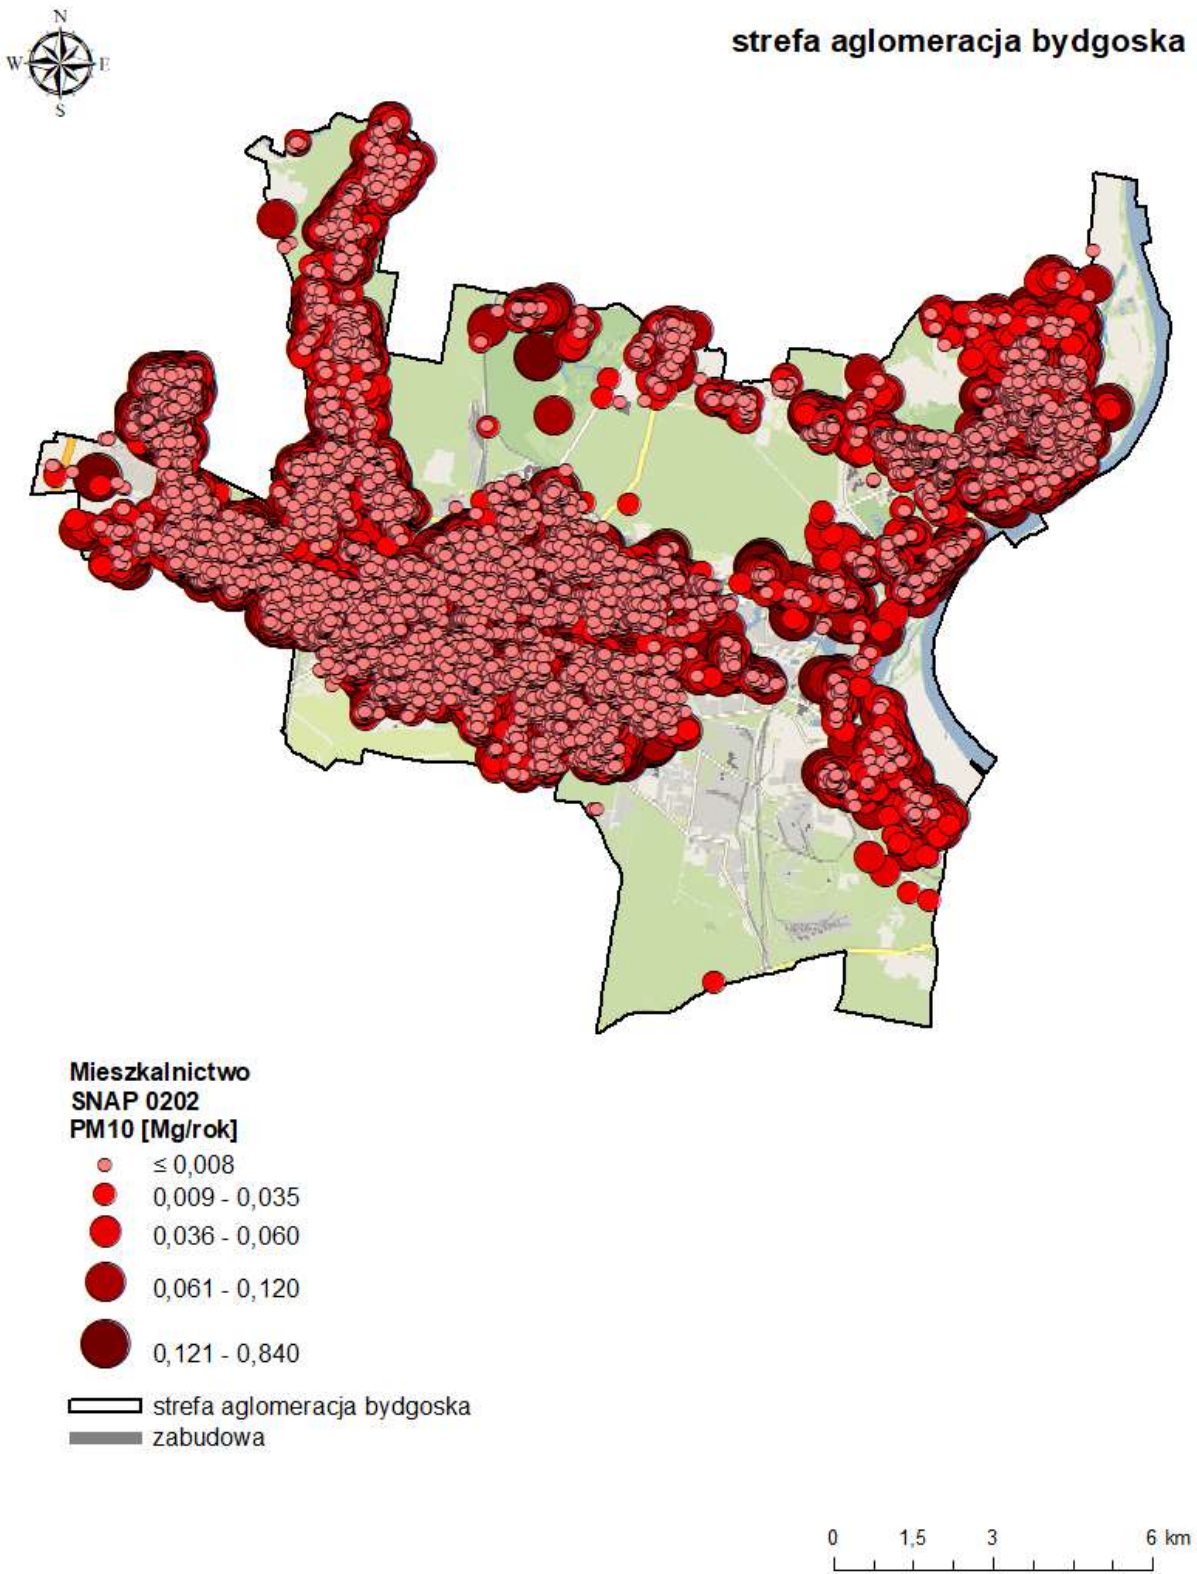 N
W E
S
strefa aglomeracja bydgoska
Mieszkalnictwo
SNAP 0202
PM10 [Mg/rok]
≤ 0,008
0,009 - 0,035
0,036 - 0,060
0,061 - 0,120
0,121 - 0,840
strefa aglomeracja bydgoska
zabudowa
0 1,5 3 6 km